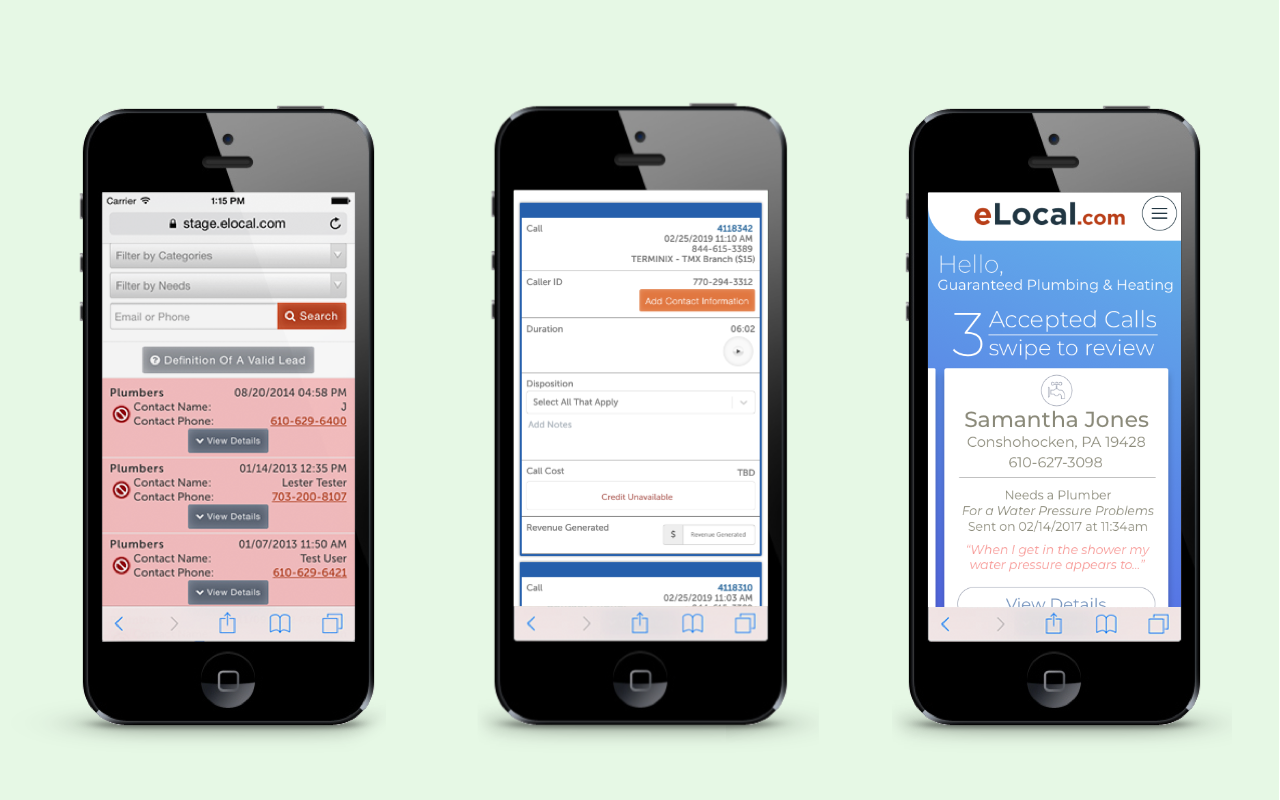 Carrier
1:15 PM
stage.elocal.com
Filter by Categories
Filter by Needs
Email or Phone
Search
Definition Of A Valid Lead
Plumbers 08/20/2014 04:58 PM
Contact Name: J
Contact Phone: 610-629-6400
View Details
Plumbers 01/14/2013 12:35 PM
Contact Name: Lester Tester
Contact Phone: 703-200-8107
View Details
Plumbers 01/07/2013 11:50 AM
Contact Name: Test User
Contact Phone: 610-629-6421
View Details
Call 4118342
02/25/2019 11:10 AM
844-615-3389
TERMINIX - TMX Branch ($15)
Caller ID 770-294-3312
Add Contact Information
Duration 06:02
Disposition
Select All That Apply
Add Notes
Call Cost TBD
Credit Unavailable
Revenue Generated $ Revenue Generated
Call 4118310
02/25/2019 11:03 AM
eLocal.com
Hello,
Guaranteed Plumbing & Heating
3 Accepted Calls
swipe to review
Samantha Jones
Conshohocken, PA 19428
610-627-3098
Needs a Plumber
For a Water Pressure Problems
Sent on 02/14/2017 at 11:34am
"When I get in the shower my
water pressure appears to..."
View Details